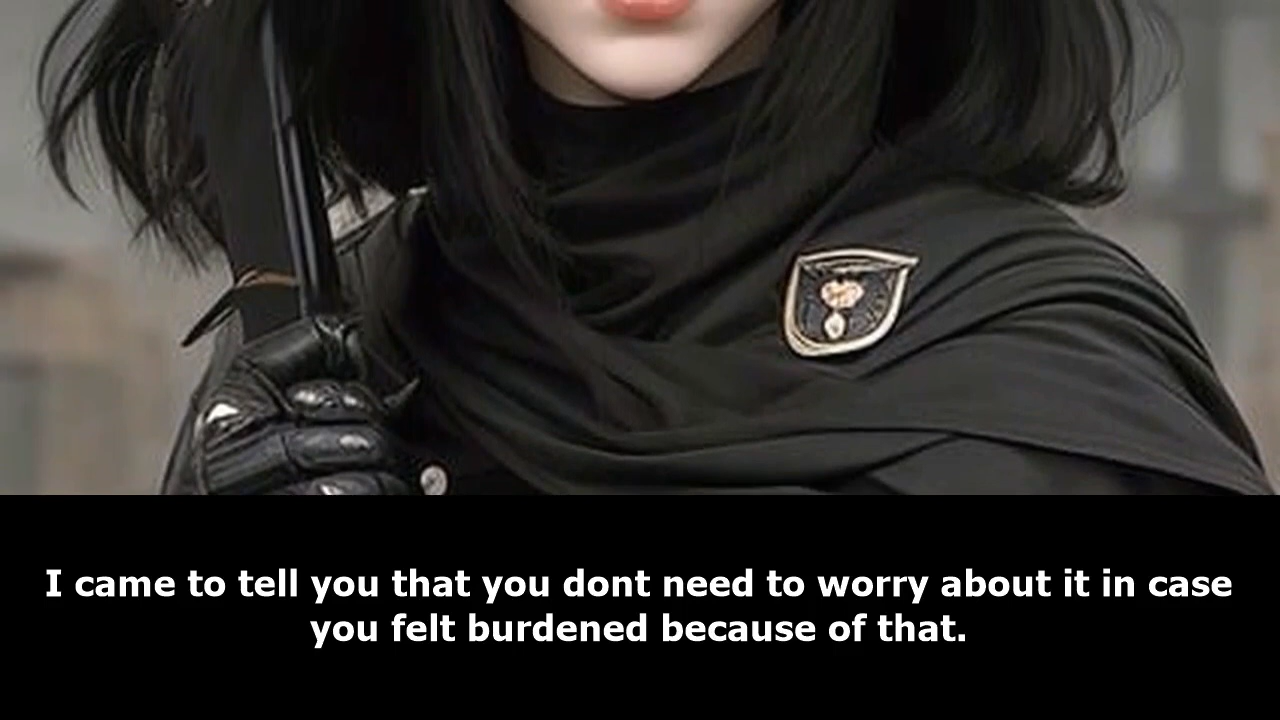 I came to tell you that you dont need to worry about it in case
you felt burdened because of that.